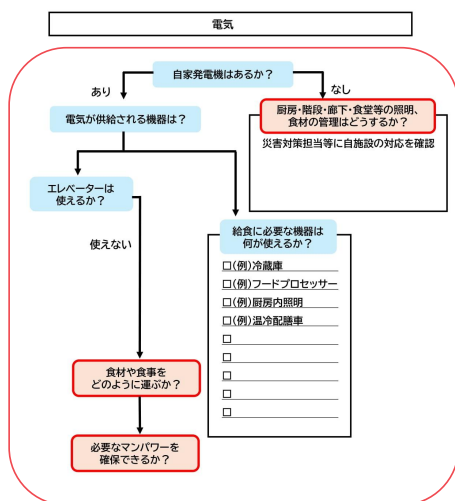 電気
自家発電機はあるか？
あり
なし
電気が供給される機器は？
厨房・階段・廊下・食堂等の照明、
食材の管理はどうするか？
災害対策担当等に自施設の対応を確認
エレベーターは
使えるか？
使えない
給食に必要な機器は
何が使えるか？
□(例)冷蔵庫
□(例)フードプロセッサー
□(例)厨房内照明
□(例)温冷配膳車
□
□
□
□
□
食材や食事を
どのように運ぶか？
必要なマンパワーを
確保できるか？